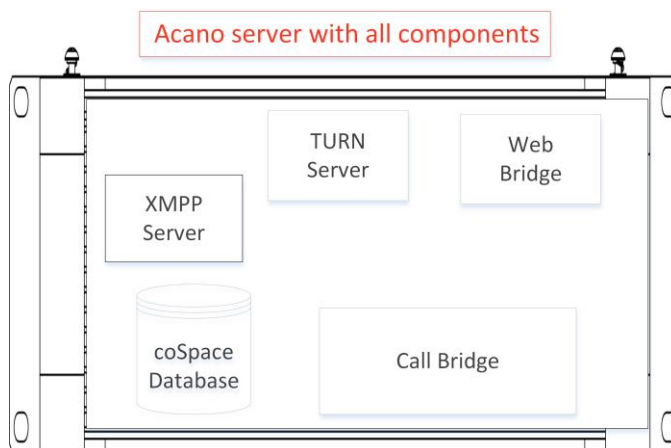 Acano server with all components
TURN
Server
Web
Bridge
XMPP
Server
coSpace
Database
Call Bridge